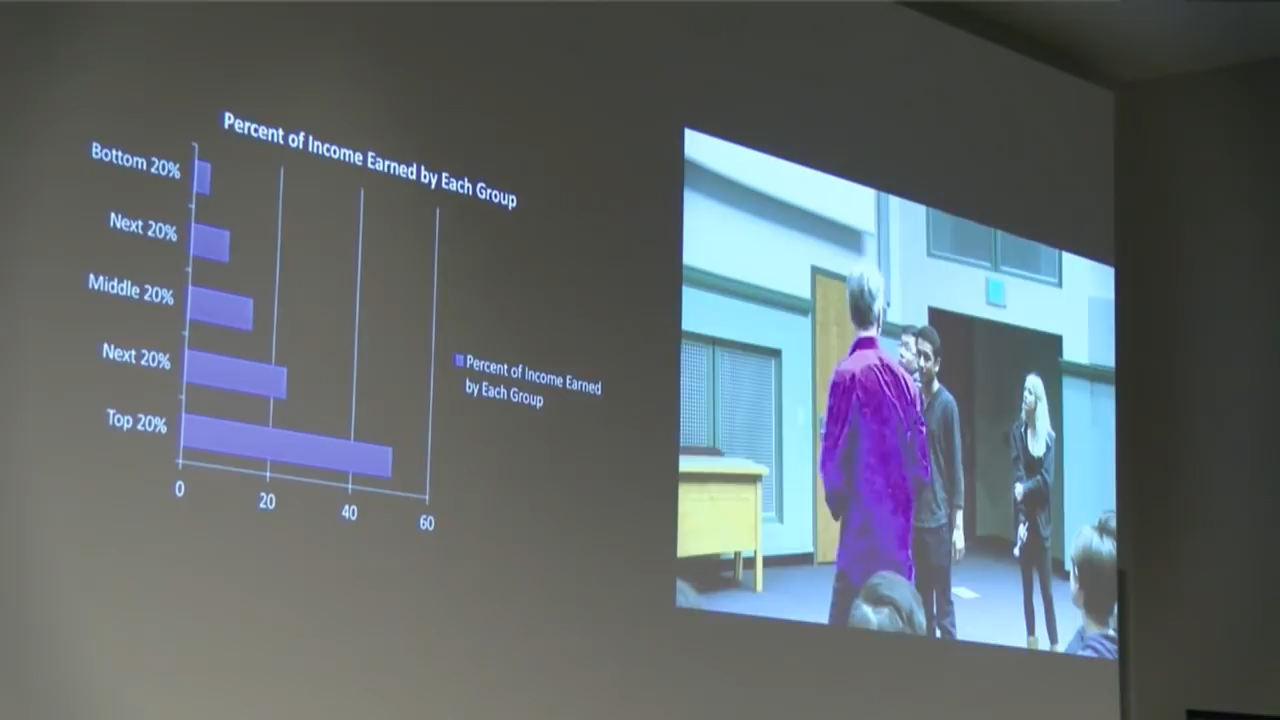 Percent of Income Earned by Each Group
Bottom 20%
Next 20%
Middle 20%
Next 20%
Top 20%
0
20
40
60
Percent of Income Earned
by Each Group